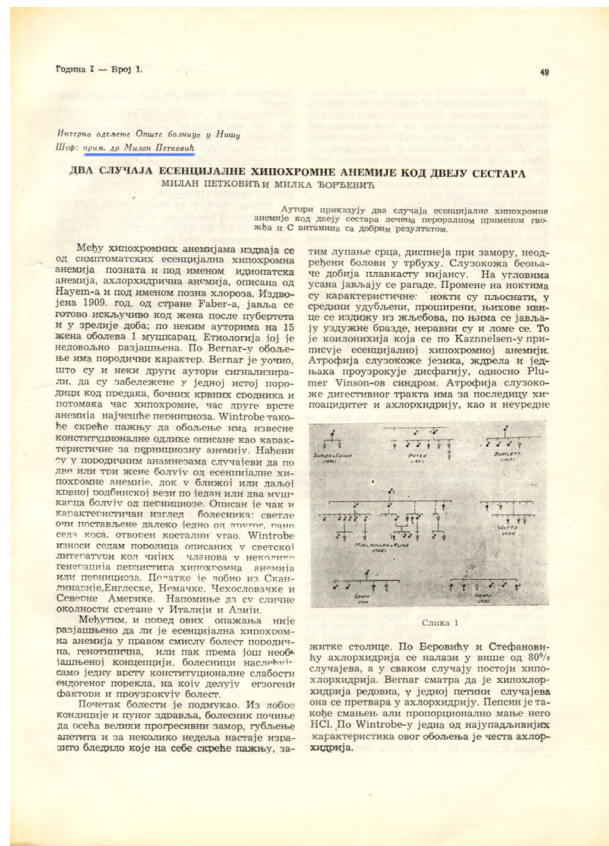 Година I — Број 1.
49
Интерно одељење Опште болнице у Нишу
Шеф: прим. др Милан Петковић
ДВА СЛУЧАЈА ЕСЕНЦИЈАЛНЕ ХИПОХРОМНЕ АНЕМИЈЕ КОД ДВЕЈУ СЕСТАРА
МИЛАН ПЕТКОВИЋ И МИЛКА ЂОРЂЕВИЋ
Аутори приказују два случаја есенцијалне хипохромне
анемије код двеју сестара лечена пероралном применом гво-
жђа и С витамина са добрим резултатом.
Међу хипохромних анемијама издваја се
од симптоматских есенцијална хипохромна
анемија позната и под именом идиопатска
анемија, ахлорхидрична анемија, описана од
Hayem-а и под именом позна хлороза. Издво-
јена 1909. год. од стране Faber-а, јавља се
готово искључиво код жена после пубертета
и у зрелије доба; по неким ауторима на 15
жена оболева 1 мушкарац. Етиологија јој је
недовољно разјашњена. По Bernar-у обоље-
ње има породични карактер. Bernar је уочио,
што су и неки други аутори сигнализира-
ли, да су забележене у једној истој поро-
дици код предака, бочних крвних сродника и
потомака час хипохромне, час друге врсте
анемија најчешће пернициоза. Wintrobe тако-
ће скреће пажњу да обољење има извесне
конституционалне одлике описане као карак-
теристичне за пернициозну анемију. Нађени
су у породичним анамнезама случајеви да по
две или три жене болују од есенцијалне хи-
похромне анемије, док у ближој или даљој
крвној родбинској вези по један или два муш-
карца болују од пернициозе. Описан је чак и
карактеристичан изглед болесника: светле
очи постављене далеко једно од другог, рано
седа коса, отворен костални угао. Wintrobe
износи седам породица описаних у светској
литератури код чијих чланова у неколико
генерација перзистира хипохромна анемија
или пернициоза. Податке је добио из Скан-
динавије,Енглеске, Немачке, Чехословачке и
Северне Америке. Напомиње да су сличне
околности сретане у Италији и Азији.
Међутим, и поред ових опажања није
разјашњено да ли је есенцијална хипохром-
на анемија у правом смислу болест породич-
на, генотипична, или пак према још необ-
јашњеној концепцији, болесници наслеђују
само једну врсту конституционалне слабости
ендогеног порекла, на коју делују егзогени
фактори и проузрокују болест.
Почетак болести је подмукао. Из добре
кондиције и пуног здравља, болесник почиње
да осећа велики прогресивни замор, губљење
апетита и за неколико недеља настаје изра-
зито бледило које на себе скреће пажњу, за-
тим лупање срца, диспнеја при замору, неод-
ређени болови у трбуху. Слузокожа беоња-
че добија плавкасту нијансу. На угловима
усана јављају се рагаде. Промене на ноктима
су карактеристичне: нокти су пљоснати, у
средини удубљени, проширени, њихове иви-
це се издижу из жљебова, по њима се јавља-
ју уздужне бразде, неравни су и ломе се. То
је коилонихија која се по Kaznnelsen-у при-
писује есенцијалној хипохромној анемији.
Атрофија слузокоже језика, ждрела и јед-
њака проузрокује дисфагију, односно Plu-
mer Vinson-ов синдром. Атрофија слузоко-
же дигестивног тракта има за последицу хи-
поацидитет и ахлорхидрију, као и неуредне
Слика 1
житке столице. По Беровићу и Стефанови-
ћу ахлорхидрија се налази у више од 80%
случајева, а у сваком случају постоји хипо-
хлорхидрија. Bernar сматра да је хипохлор-
хидрија редовна, у једној петини случајева
она се претвара у ахлорхидрију. Пепсин је та-
кође смањен али пропорционално мање него
HCl. По Wintrobe-у једна од најупадљивијих
карактеристика овог обољења је честа ахлор-
хидрија.